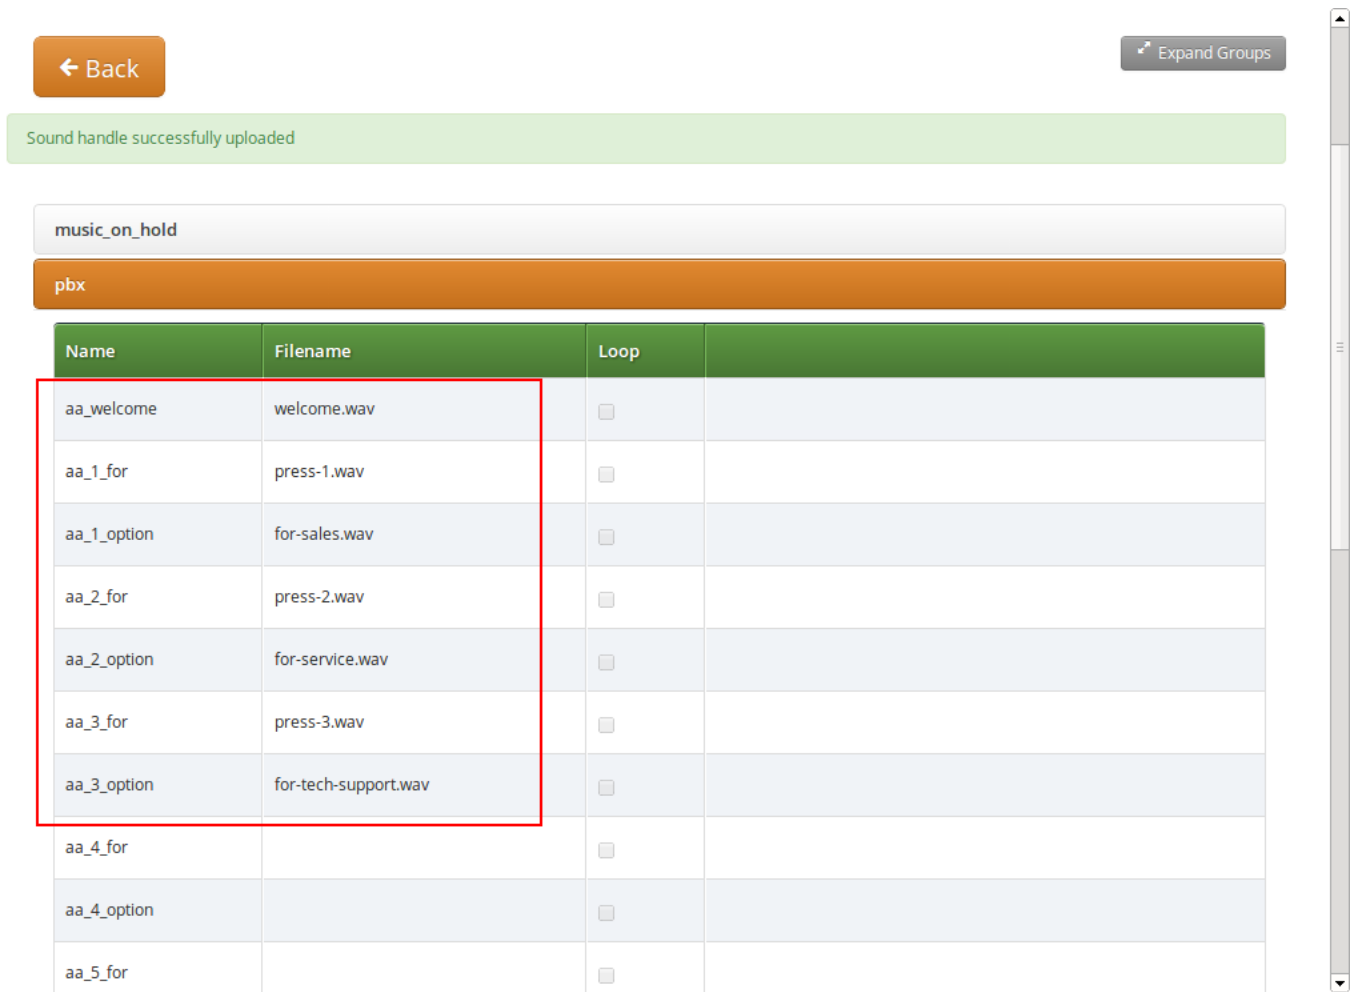 Back
Expand Groups
Sound handle successfully uploaded
music_on_hold
pbx
Name Filename Loop
aa_welcome welcome.wav
aa_1_for press-1.wav
aa_1_option for-sales.wav
aa_2_for press-2.wav
aa_2_option for-service.wav
aa_3_for press-3.wav
aa_3_option for-tech-support.wav
aa_4_for
aa_4_option
aa_5_for